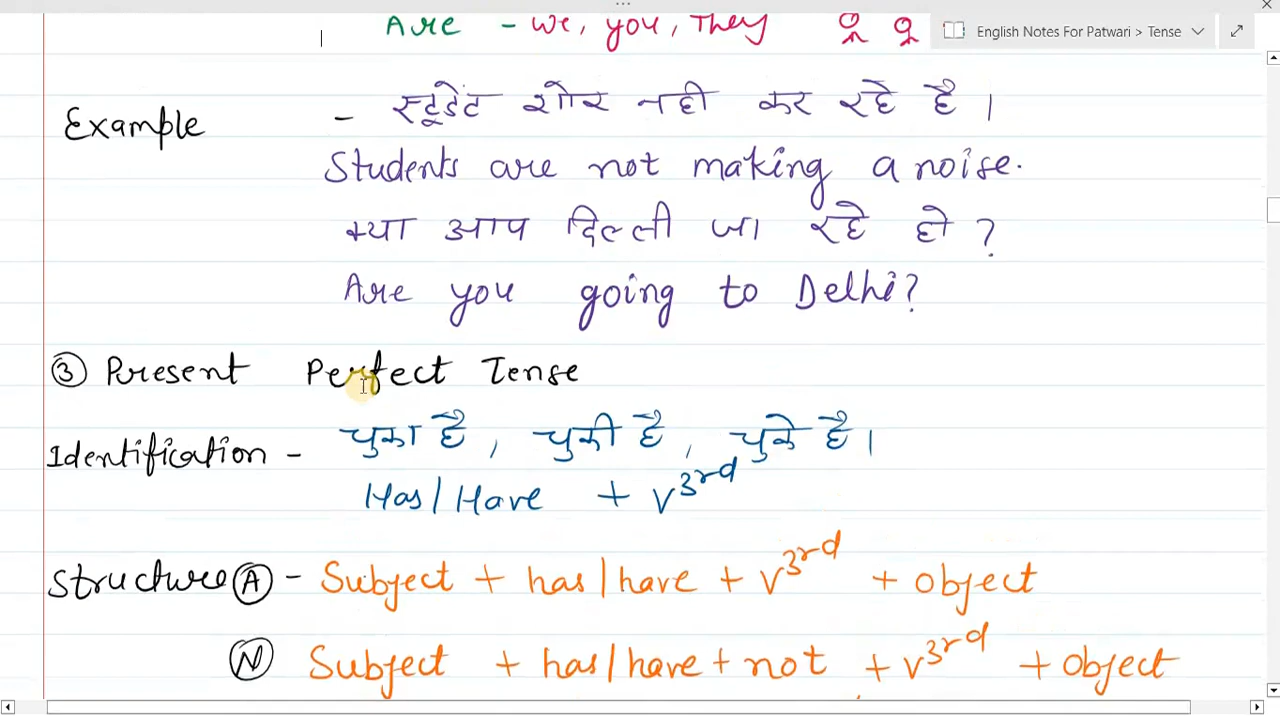 Are - we, you, They
English Notes For Patwari > Tense
Example - स्टूडेंट शोर नही कर रहे है।
Students are not making a noise.
क्या आप दिल्ली जा रहे हो?
Are you going to Delhi?
③ Present Perfect Tense
Identification - चुका है, चुकी है, चुके है।
Has/Have + V3rd
Structure Ⓐ - Subject + has/have + V3rd + object
Ⓝ Subject + has/have + not + V3rd + object